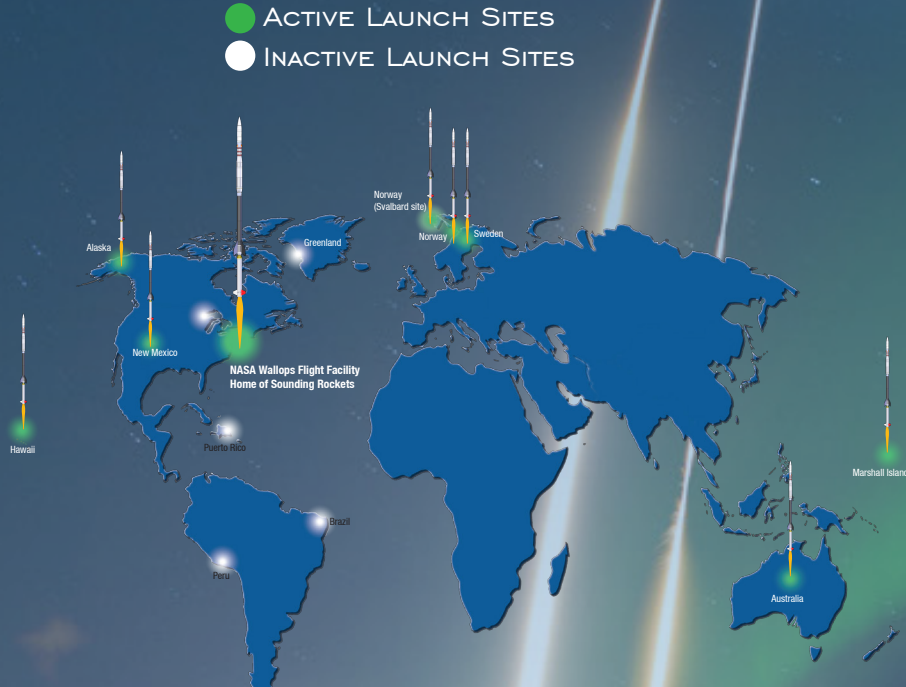 Active Launch Sites
Inactive Launch Sites
Norway
(Svalbard site)
Norway
Sweden
Greenland
Alaska
New Mexico
NASA Wallops Flight Facility
Home of Sounding Rockets
Hawaii
Puerto Rico
Marshall Island
Brazil
Peru
Australia